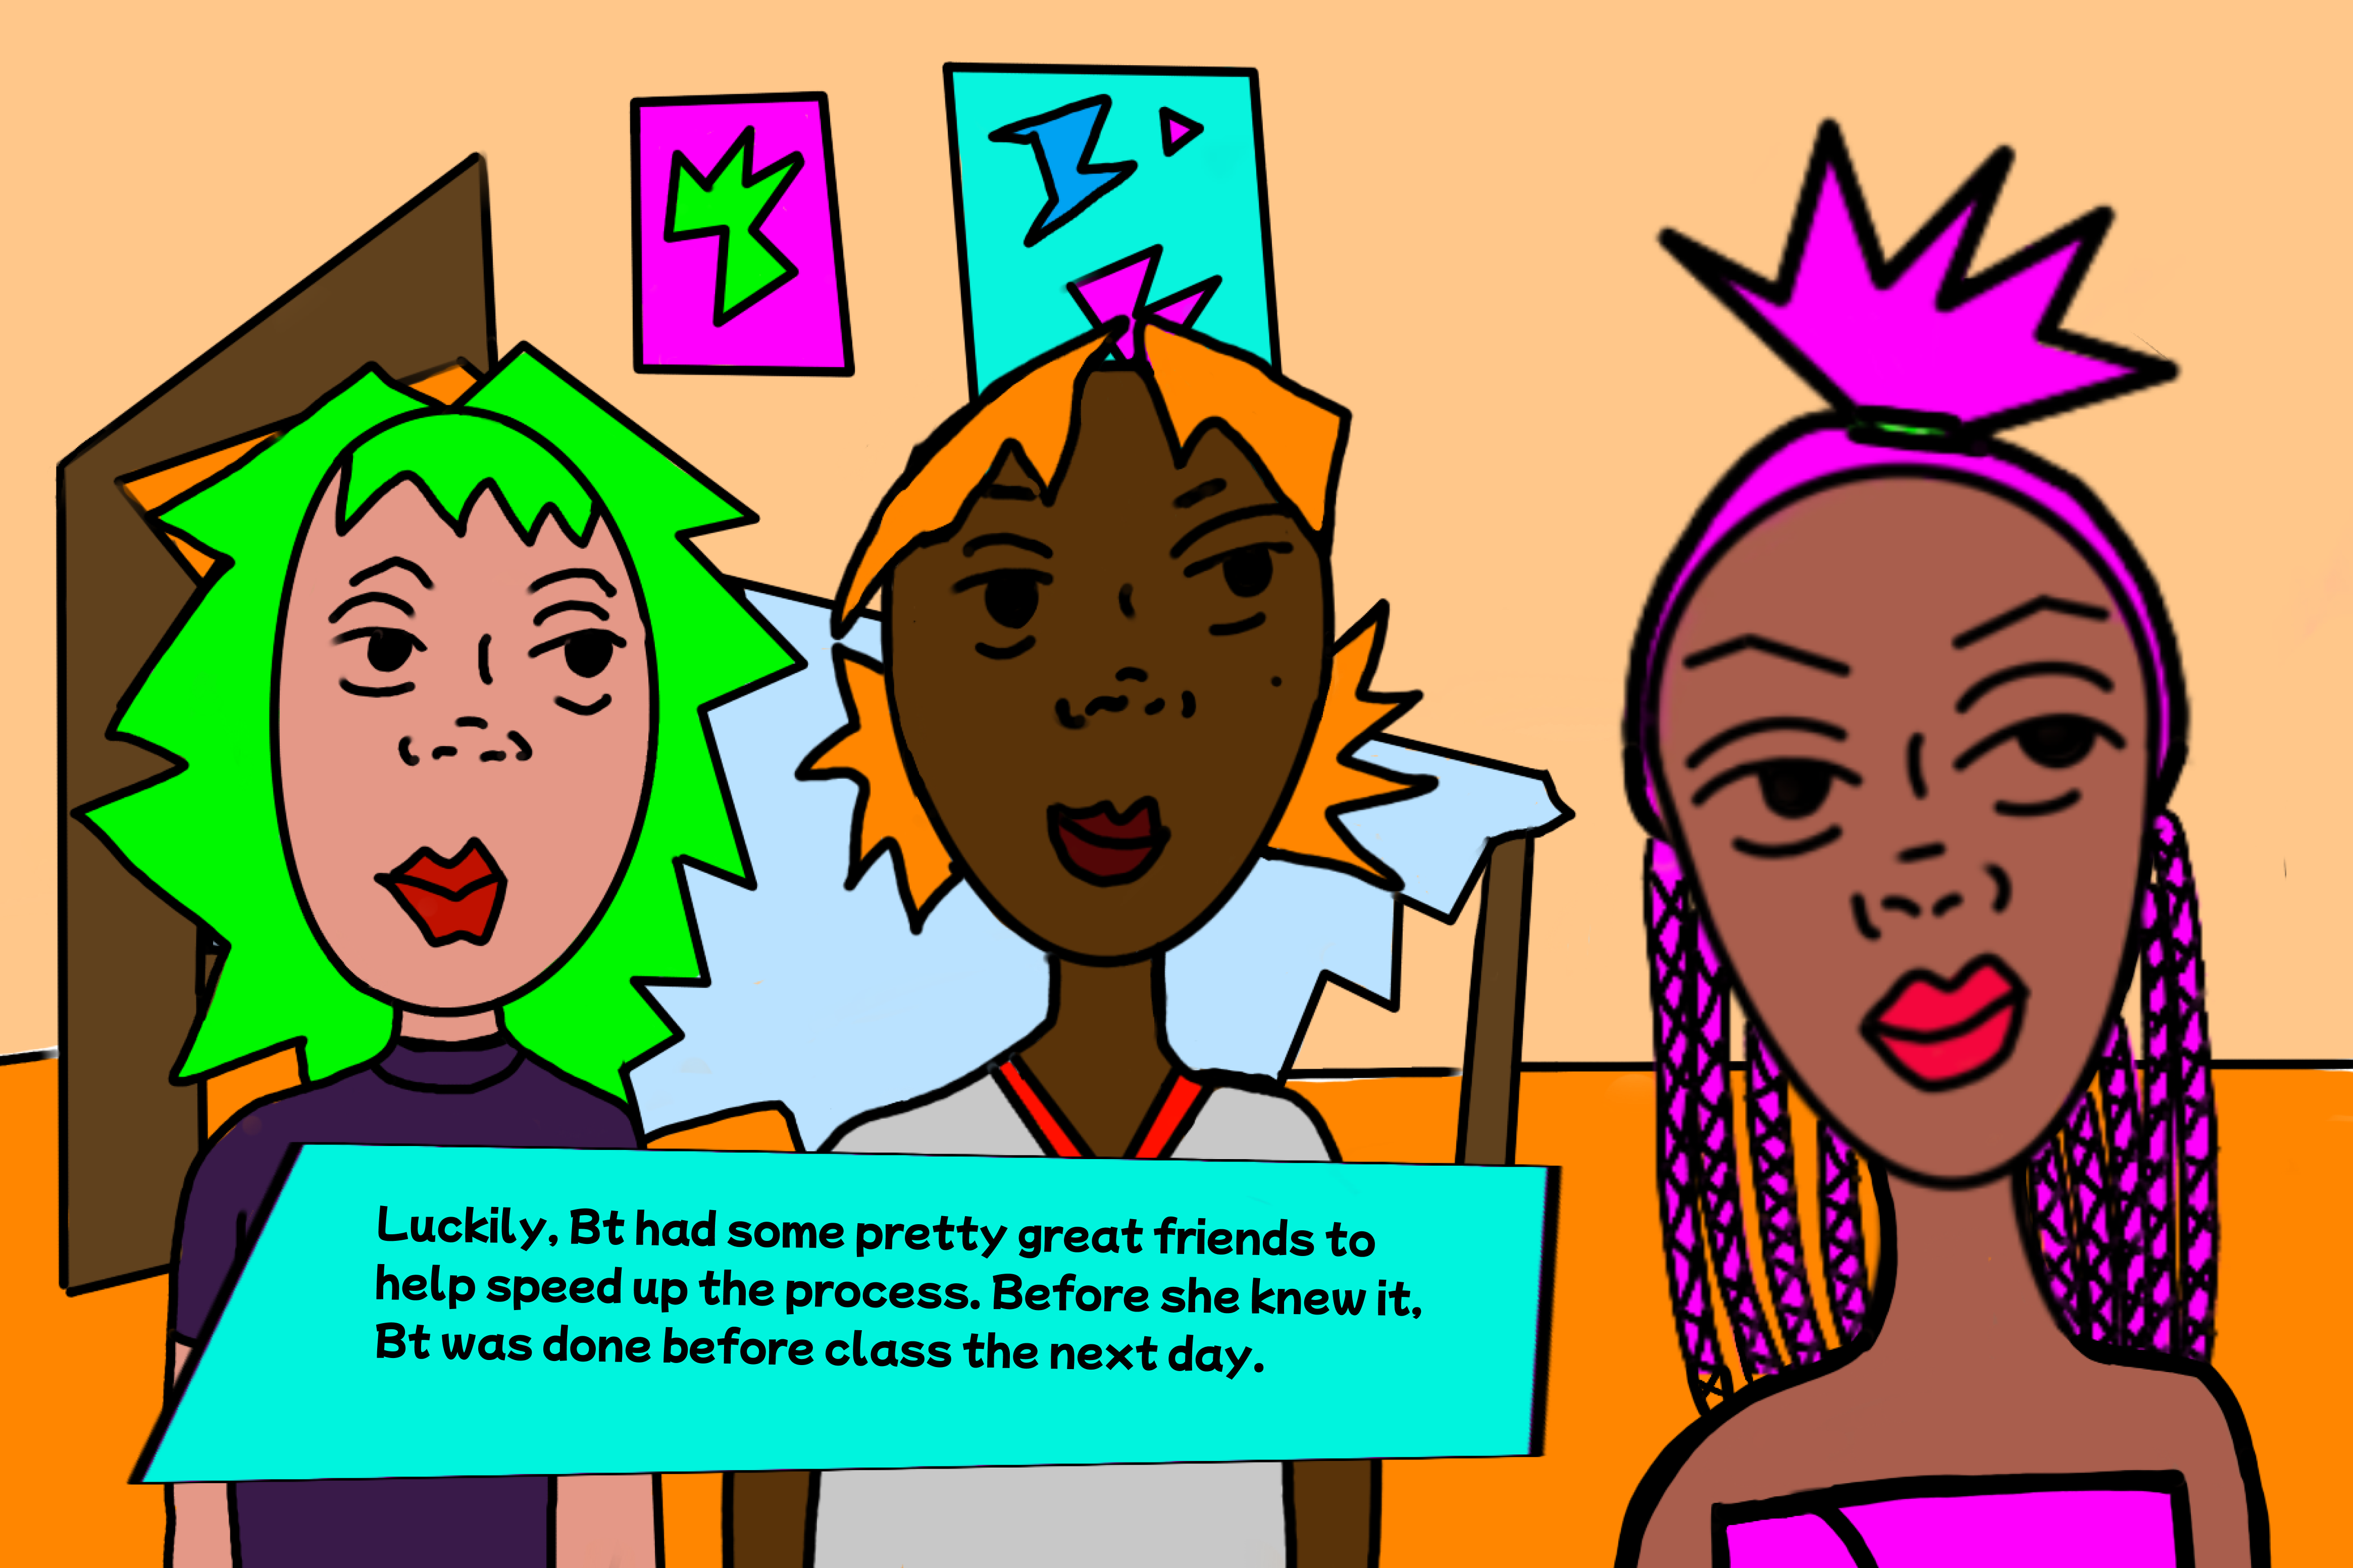 Luckily, Bt had some pretty great friends to
help speed up the process. Before she knew it,
Bt was done before class the next day.